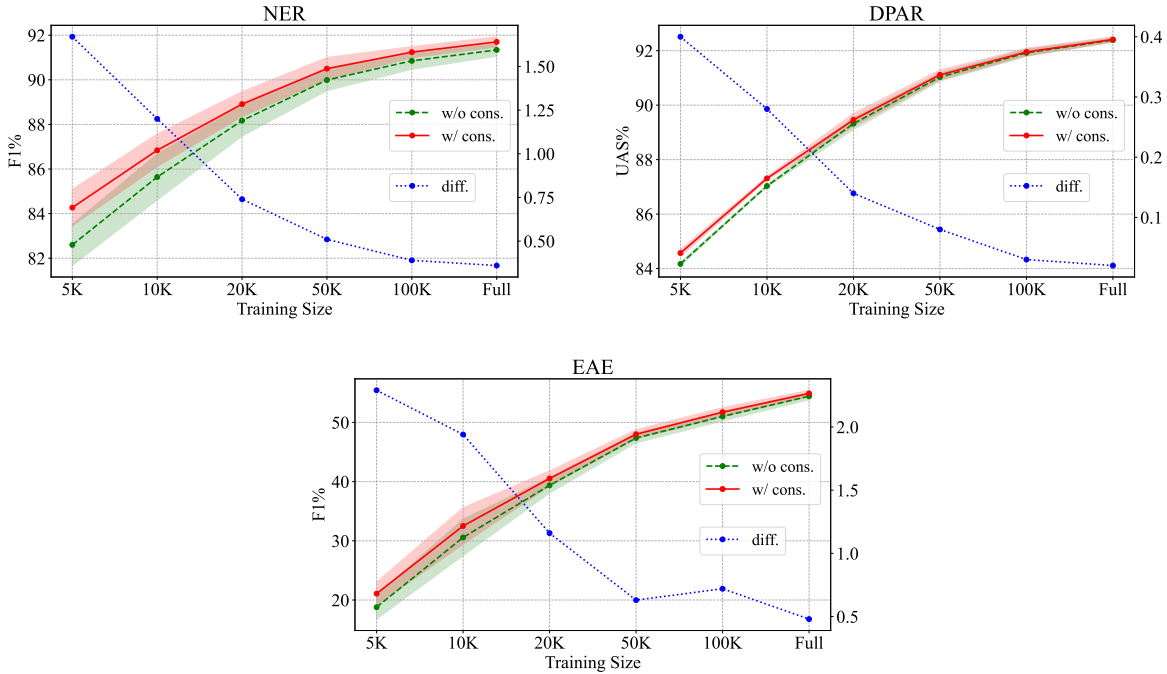 NER
92
90
88
86
84
82
F1%
1.50
1.25
1.00
0.75
0.50
w/o cons.
w/ cons.
diff.
5K 10K 20K 50K 100K Full
Training Size
DPAR
92
90
88
86
84
UAS%
0.4
0.3
0.2
0.1
w/o cons.
w/ cons.
diff.
5K 10K 20K 50K 100K Full
Training Size
EAE
50
40
30
20
F1%
2.0
1.5
1.0
0.5
w/o cons.
w/ cons.
diff.
5K 10K 20K 50K 100K Full
Training Size